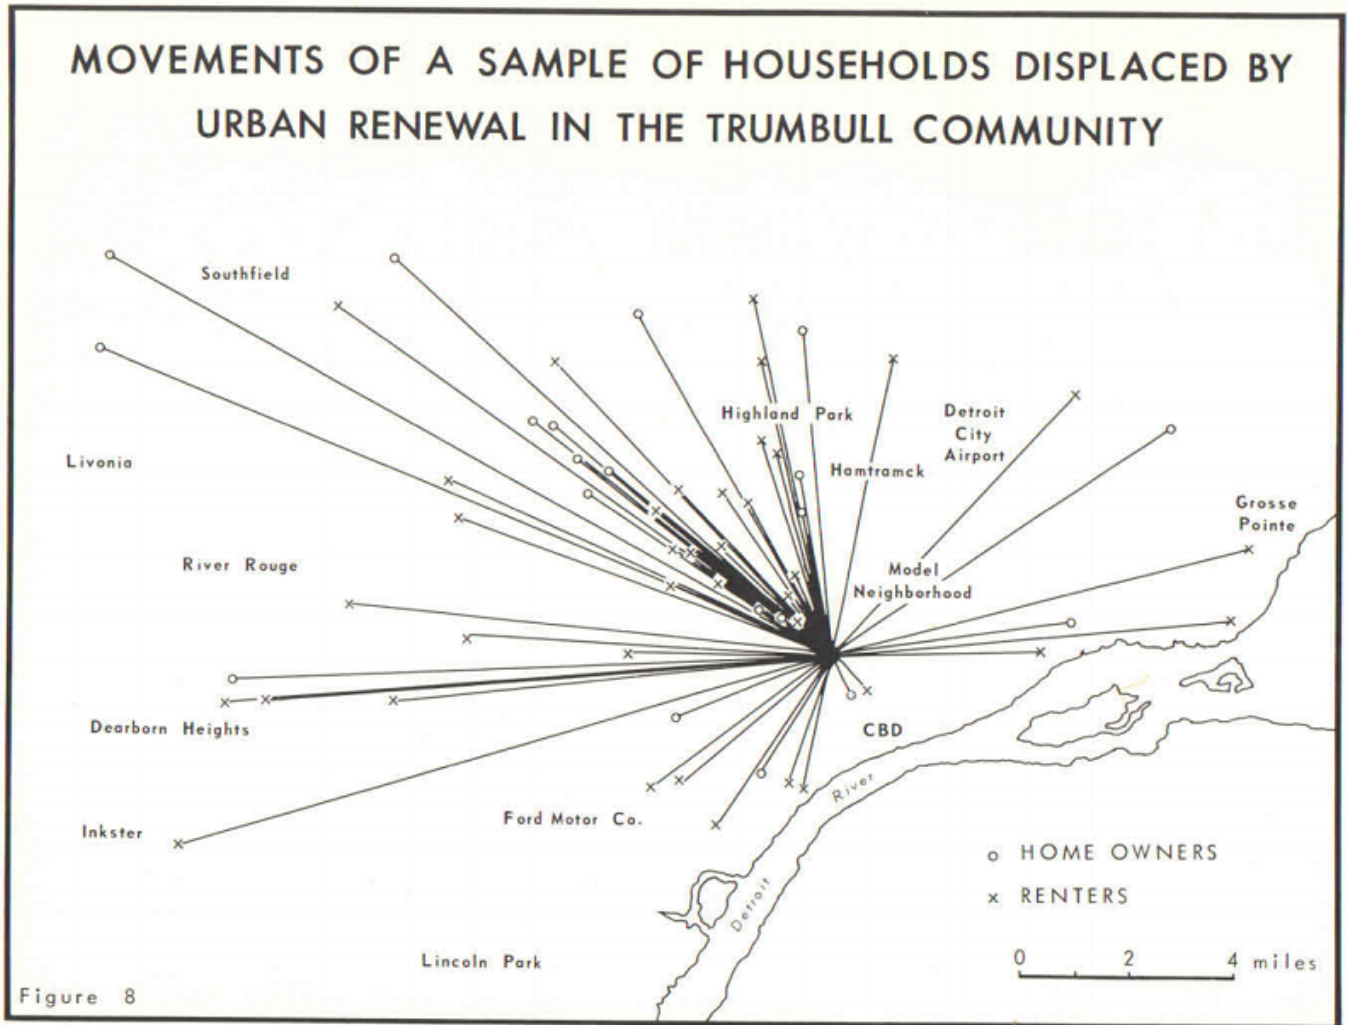 MOVEMENTS OF A SAMPLE OF HOUSEHOLDS DISPLACED BY
URBAN RENEWAL IN THE TRUMBULL COMMUNITY
Southfield
Highland Park
Detroit
City
Airport
Livonia
Hamtramck
Grosse
Pointe
River Rouge
Model
Neighborhood
Dearborn Heights
CBD
River
Ford Motor Co.
Inkster
o HOME OWNERS
x RENTERS
Detroit
Lincoln Park
0 2 4 miles
Figure 8